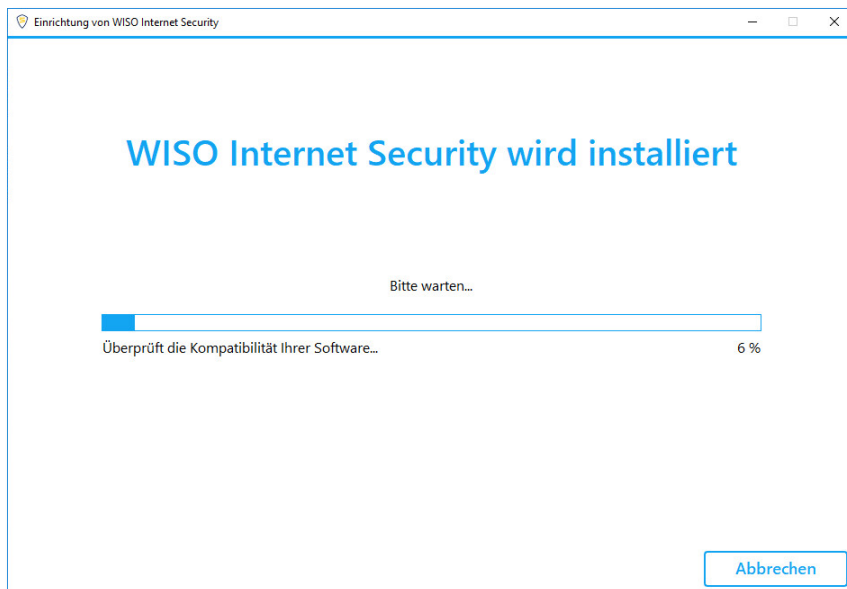 Einrichtung von WISO Internet Security
WISO Internet Security wird installiert
Bitte warten...
Überprüft die Kompatibilität Ihrer Software...
6 %
Abbrechen